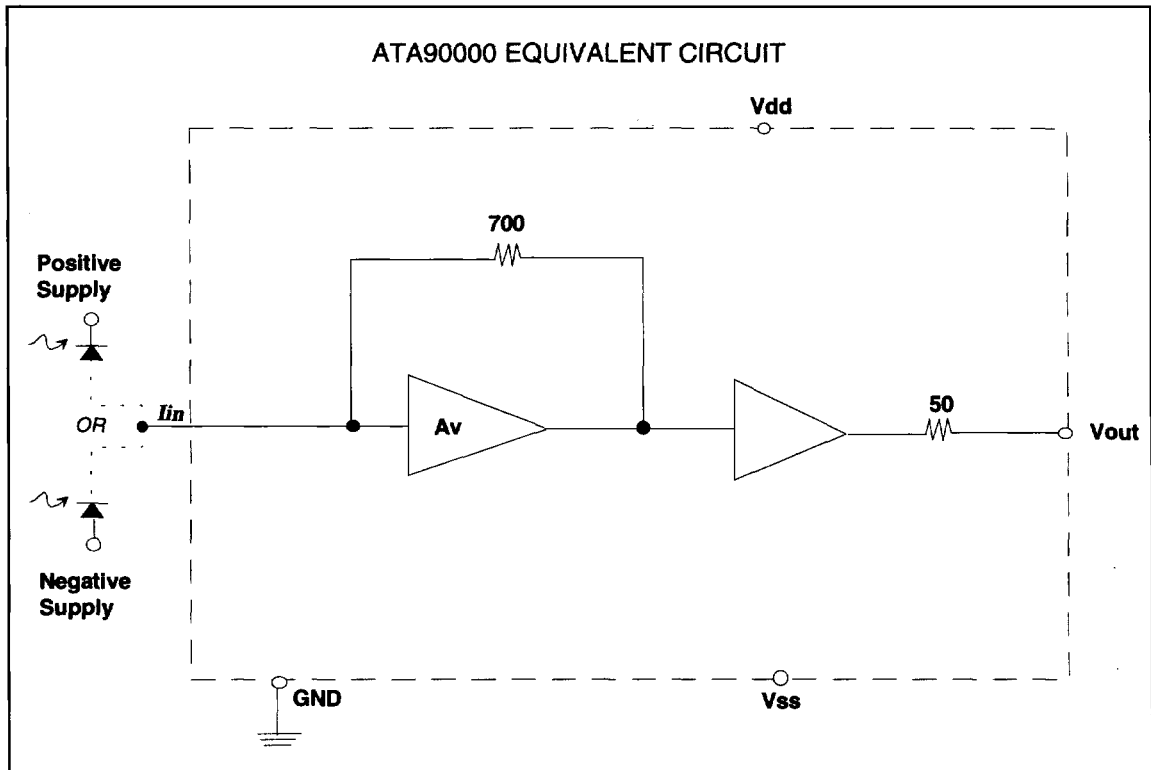 ATA90000 EQUIVALENT CIRCUIT
Vdd
700
Positive
Supply
OR
Iin
Av
50
Vout
Negative
Supply
GND
Vss